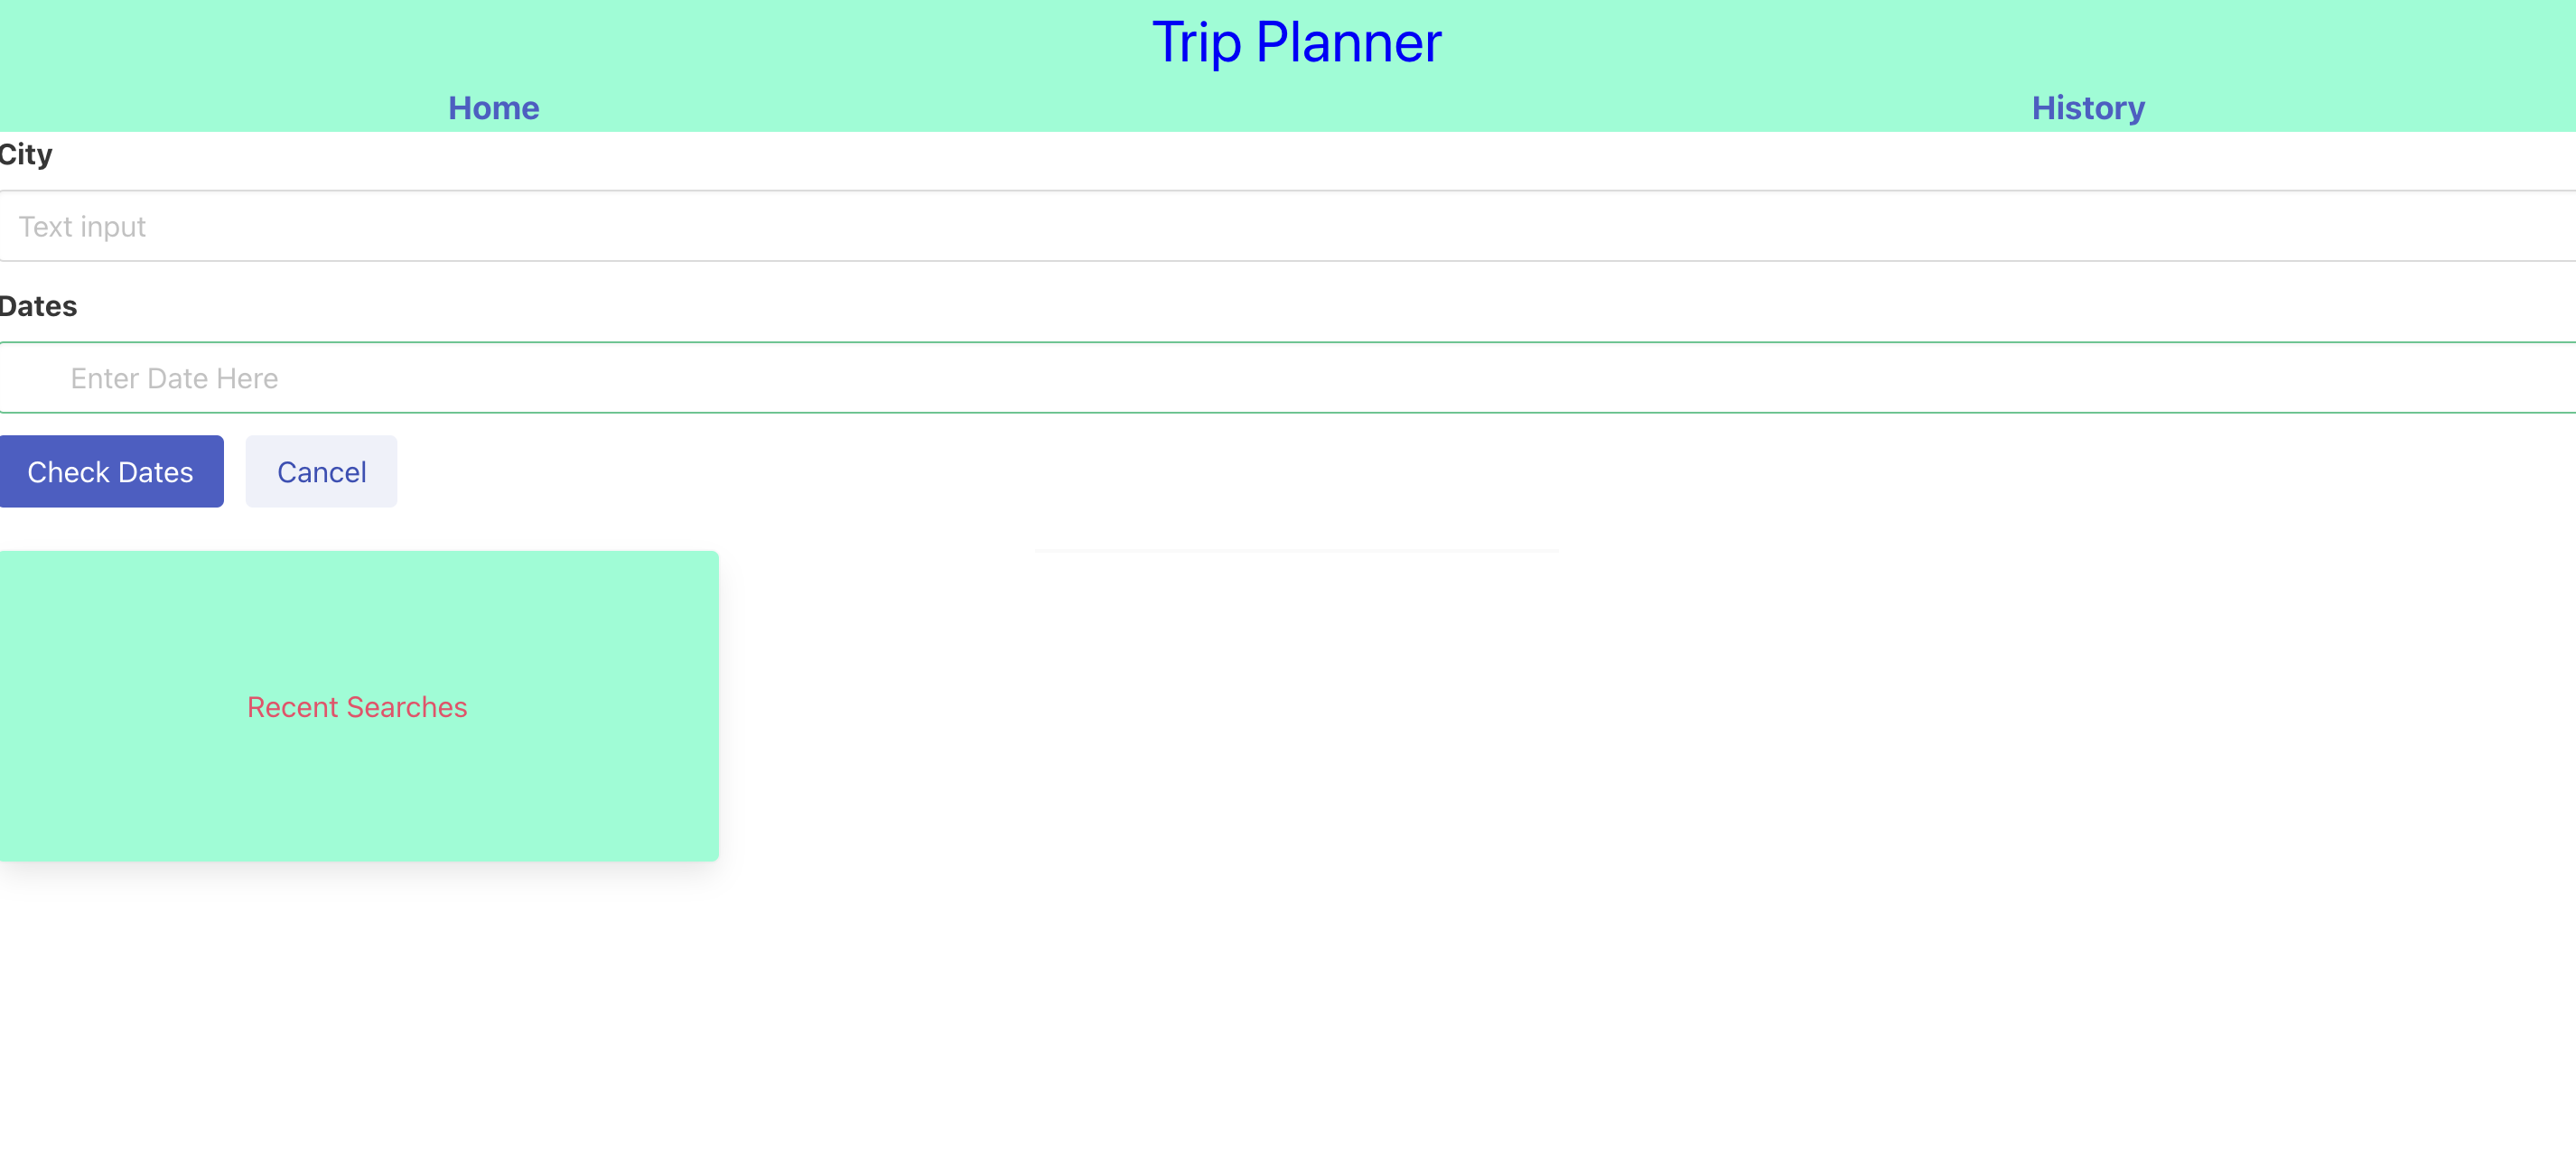 Trip Planner
Home History
City
Text input
Dates
Enter Date Here
Check Dates Cancel
Recent Searches